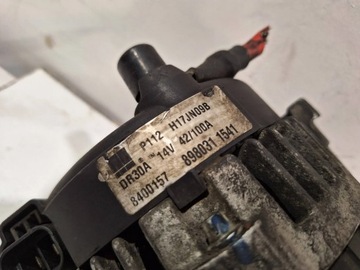 P112 H17JN09B
DR30A 14V 42/100A
8400157 898031 1541